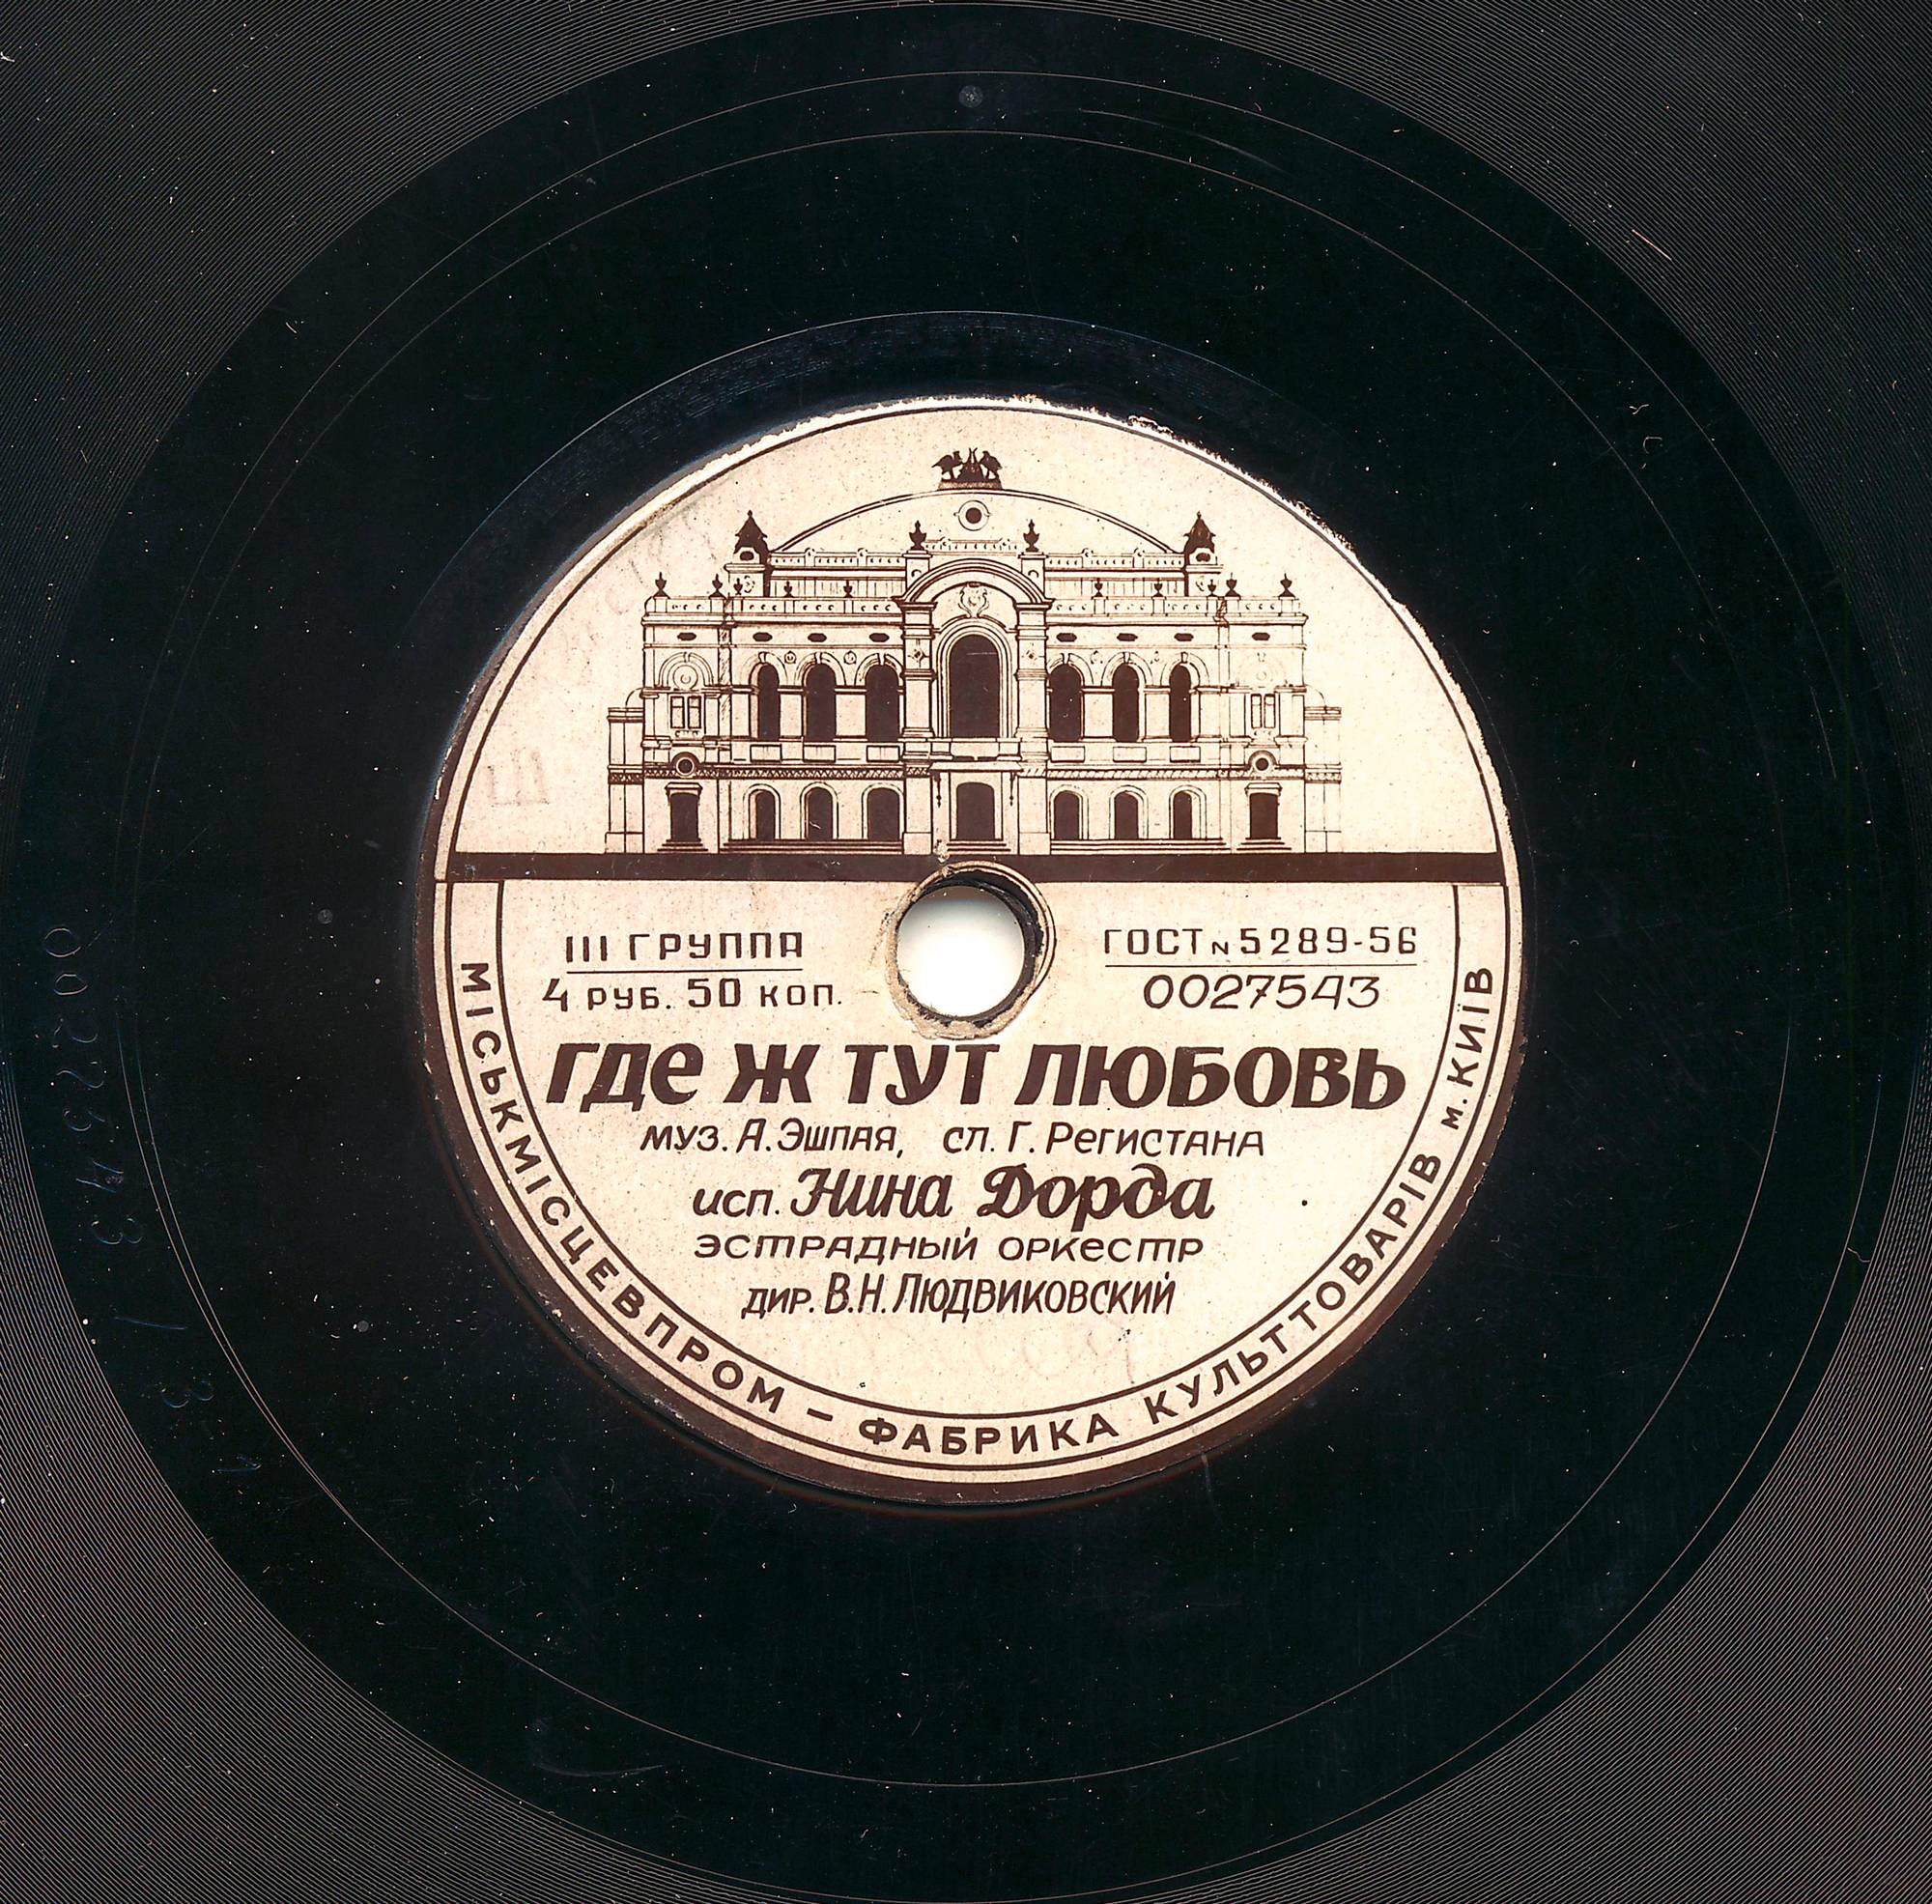 III ГРУППА
4 РУБ. 50 КОП.
ГОСТ N 5289-56
0027543
ГДЕ Ж ТУТ ЛЮБОВЬ
МУЗ. А. ЭШПАЯ, СЛ. Г. РЕГИСТАНА
исп. Нина Дорда
ЭСТРАДНЫЙ ОРКЕСТР
ДИР. В.Н. ЛЮДВИКОВСКИЙ
МІСЬКМІСЦЕВПРОМ – ФАБРИКА КУЛЬТТОВАРІВ м. КИЇВ